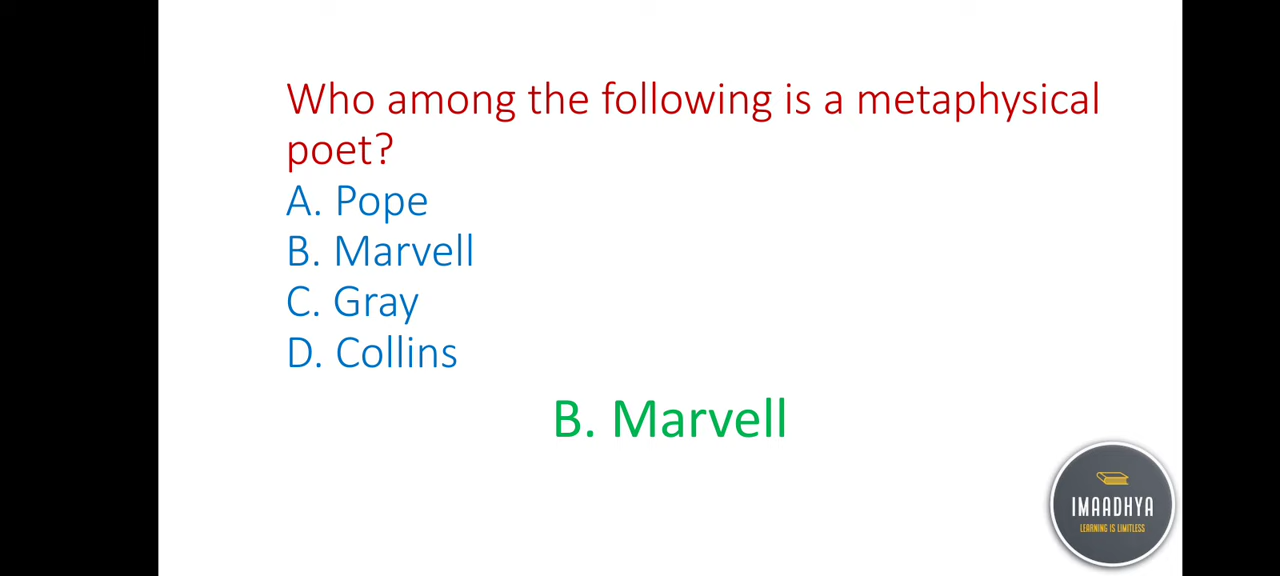 Who among the following is a metaphysical
poet?
A. Pope
B. Marvell
C. Gray
D. Collins
B. Marvell
IMAADHYA
LEARNING IS LIMITLESS